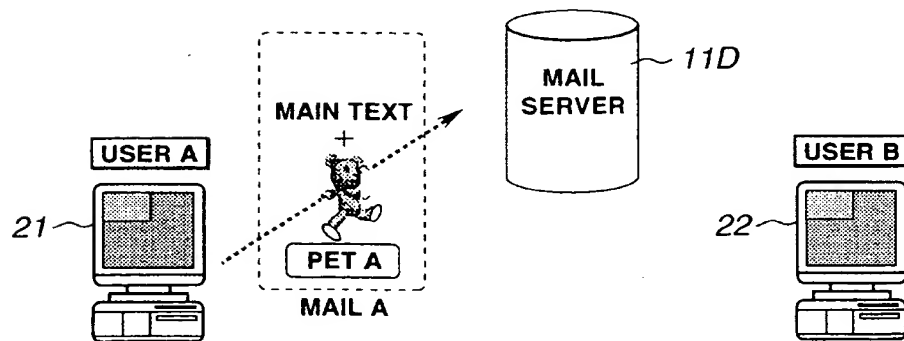 11D
MAIL
SERVER
MAIN TEXT
+
USER A
USER B
21
22
PET A
MAIL A